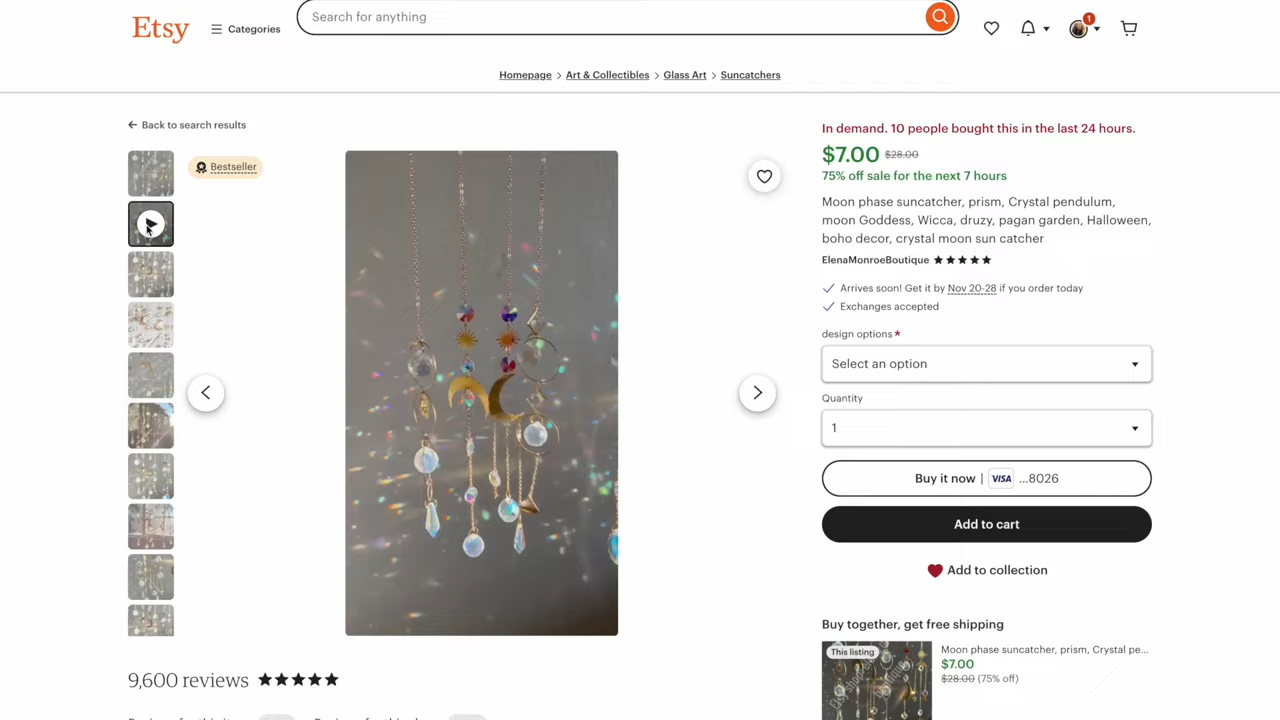 Etsy
Categories
Search for anything
1
Homepage > Art & Collectibles > Glass Art > Suncatchers
← Back to search results
Bestseller
In demand. 10 people bought this in the last 24 hours.
$7.00 $28.00
75% off sale for the next 7 hours
Moon phase suncatcher, prism, Crystal pendulum,
moon Goddess, Wicca, druzy, pagan garden, Halloween,
boho decor, crystal moon sun catcher
ElenaMonroeBoutique ★★★★★
Arrives soon! Get it by Nov 20-28 if you order today
Exchanges accepted
design options *
Select an option
Quantity
1
Buy it now | VISA ...8026
Add to cart
Add to collection
Buy together, get free shipping
This listing
Moon phase suncatcher, prism, Crystal pe...
$7.00
$28.00 (75% off)
9,600 reviews ★★★★★